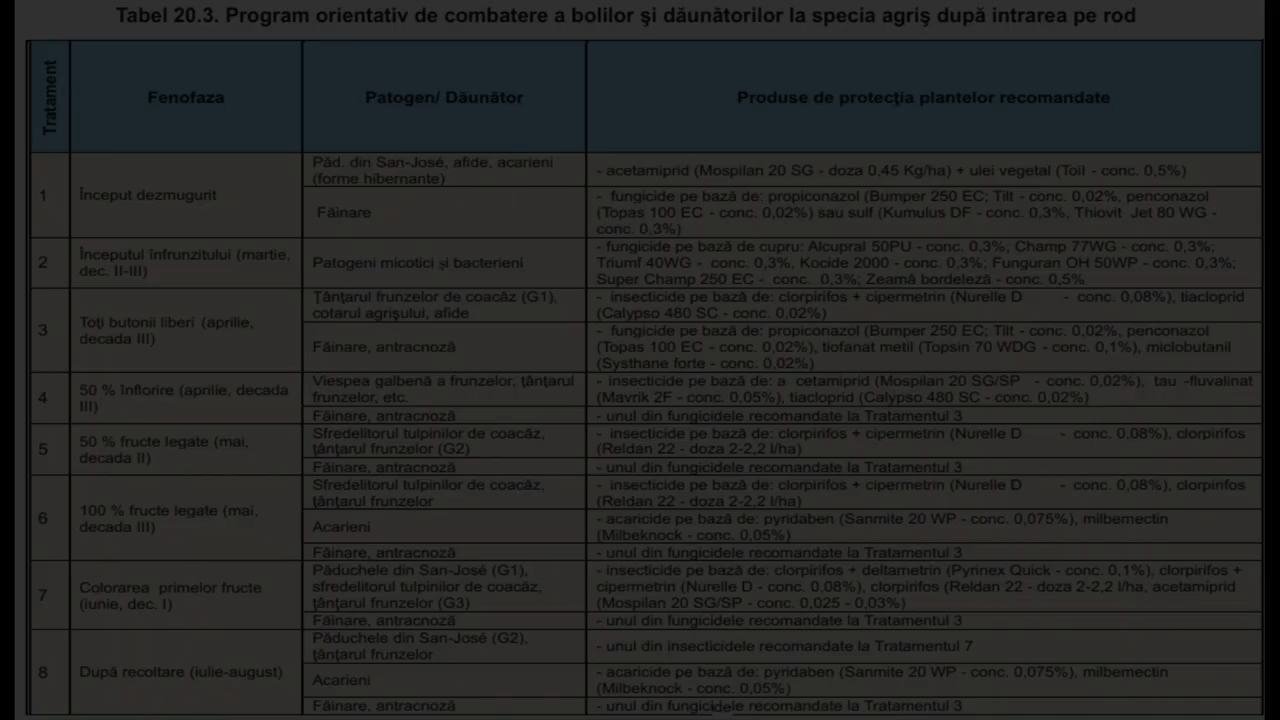 Tabel 20.3. Program orientativ de combatere a bolilor şi dăunătorilor la specia agriş după intrarea pe rod
Tratament
Fenofaza
Patogen/ Dăunător
Produse de protecţia plantelor recomandate
1
Început dezmugurit
Păd. din San-José, afide, acarieni
(forme hibernante)
- acetamiprid (Mospilan 20 SG - doza 0,45 Kg/ha) + ulei vegetal (Toil - conc. 0,5%)
Făinare
- fungicide pe bază de: propiconazol (Bumper 250 EC; Tilt - conc. 0,02%, penconazol
(Topas 100 EC - conc. 0,02%) sau sulf (Kumulus DF - conc. 0,3%, Thiovit Jet 80 WG -
conc. 0,3%)
2
Începutul înfrunzitului (martie,
dec. II-III)
Patogeni micotici și bacterieni
- fungicide pe bază de cupru: Alcupral 50PU - conc. 0,3%; Champ 77WG - conc. 0,3%;
Triumf 40WG - conc. 0,3%, Kocide 2000 - conc. 0,3%; Funguran OH 50WP - conc. 0,3%;
Super Champ 250 EC - conc. 0,3%; Zeamă bordeleză - conc. 0,5%
3
Toţi butonii liberi (aprilie,
decada III)
Ţânţarul frunzelor de coacăz (G1),
cotarul agrişului, afide
- insecticide pe bază de: clorpirifos + cipermetrin (Nurelle D - conc. 0,08%), tiacloprid
(Calypso 480 SC - conc. 0,02%)
Făinare, antracnoză
- fungicide pe bază de: propiconazol (Bumper 250 EC; Tilt - conc. 0,02%, penconazol
(Topas 100 EC - conc. 0,02%), tiofanat metil (Topsin 70 WDG - conc. 0,1%), miclobutanil
(Systhane forte - conc. 0,02%)
4
50 % înflorire (aprilie, decada
III)
Viespea galbenă a frunzelor, ţânţarul
frunzelor, etc.
- insecticide pe bază de: a cetamiprid (Mospilan 20 SG/SP - conc. 0,02%), tau -fluvalinat
(Mavrik 2F - conc. 0,05%), tiacloprid (Calypso 480 SC - conc. 0,02%)
Făinare, antracnoză
- unul din fungicidele recomandate la Tratamentul 3
5
50 % fructe legate (mai,
decada II)
Sfredelitorul tulpinilor de coacăz,
ţânţarul frunzelor (G2)
- insecticide pe bază de: clorpirifos + cipermetrin (Nurelle D - conc. 0,08%), clorpirifos
(Reldan 22 - doza 2-2,2 l/ha)
Făinare, antracnoză
- unul din fungicidele recomandate la Tratamentul 3
6
100 % fructe legate (mai,
decada III)
Sfredelitorul tulpinilor de coacăz,
ţânţarul frunzelor
- insecticide pe bază de: clorpirifos + cipermetrin (Nurelle D - conc. 0,08%), clorpirifos
(Reldan 22 - doza 2-2,2 l/ha)
Acarieni
- acaricide pe bază de: pyridaben (Sanmite 20 WP - conc. 0,075%), milbemectin
(Milbeknock - conc. 0,05%)
Făinare, antracnoză
- unul din fungicidele recomandate la Tratamentul 3
7
Colorarea primelor fructe
(iunie, dec. I)
Păduchele din San-José (G1),
sfredelitorul tulpinilor de coacăz,
ţânţarul frunzelor (G3)
- insecticide pe bază de: clorpirifos + deltametrin (Pyrinex Quick - conc. 0,1%), clorpirifos +
cipermetrin (Nurelle D - conc. 0,08%), clorpirifos (Reldan 22 - doza 2-2,2 l/ha, acetamiprid
(Mospilan 20 SG/SP - conc. 0,025 - 0,03%)
Făinare, antracnoză
- unul din fungicidele recomandate la Tratamentul 3
8
După recoltare (iulie-august)
Păduchele din San-José (G2),
ţânţarul frunzelor
- unul din insecticidele recomandate la Tratamentul 7
Acarieni
- acaricide pe bază de: pyridaben (Sanmite 20 WP - conc. 0,075%), milbemectin
(Milbeknock - conc. 0,05%)
Făinare, antracnoză
- unul din fungicidele recomandate la Tratamentul 3